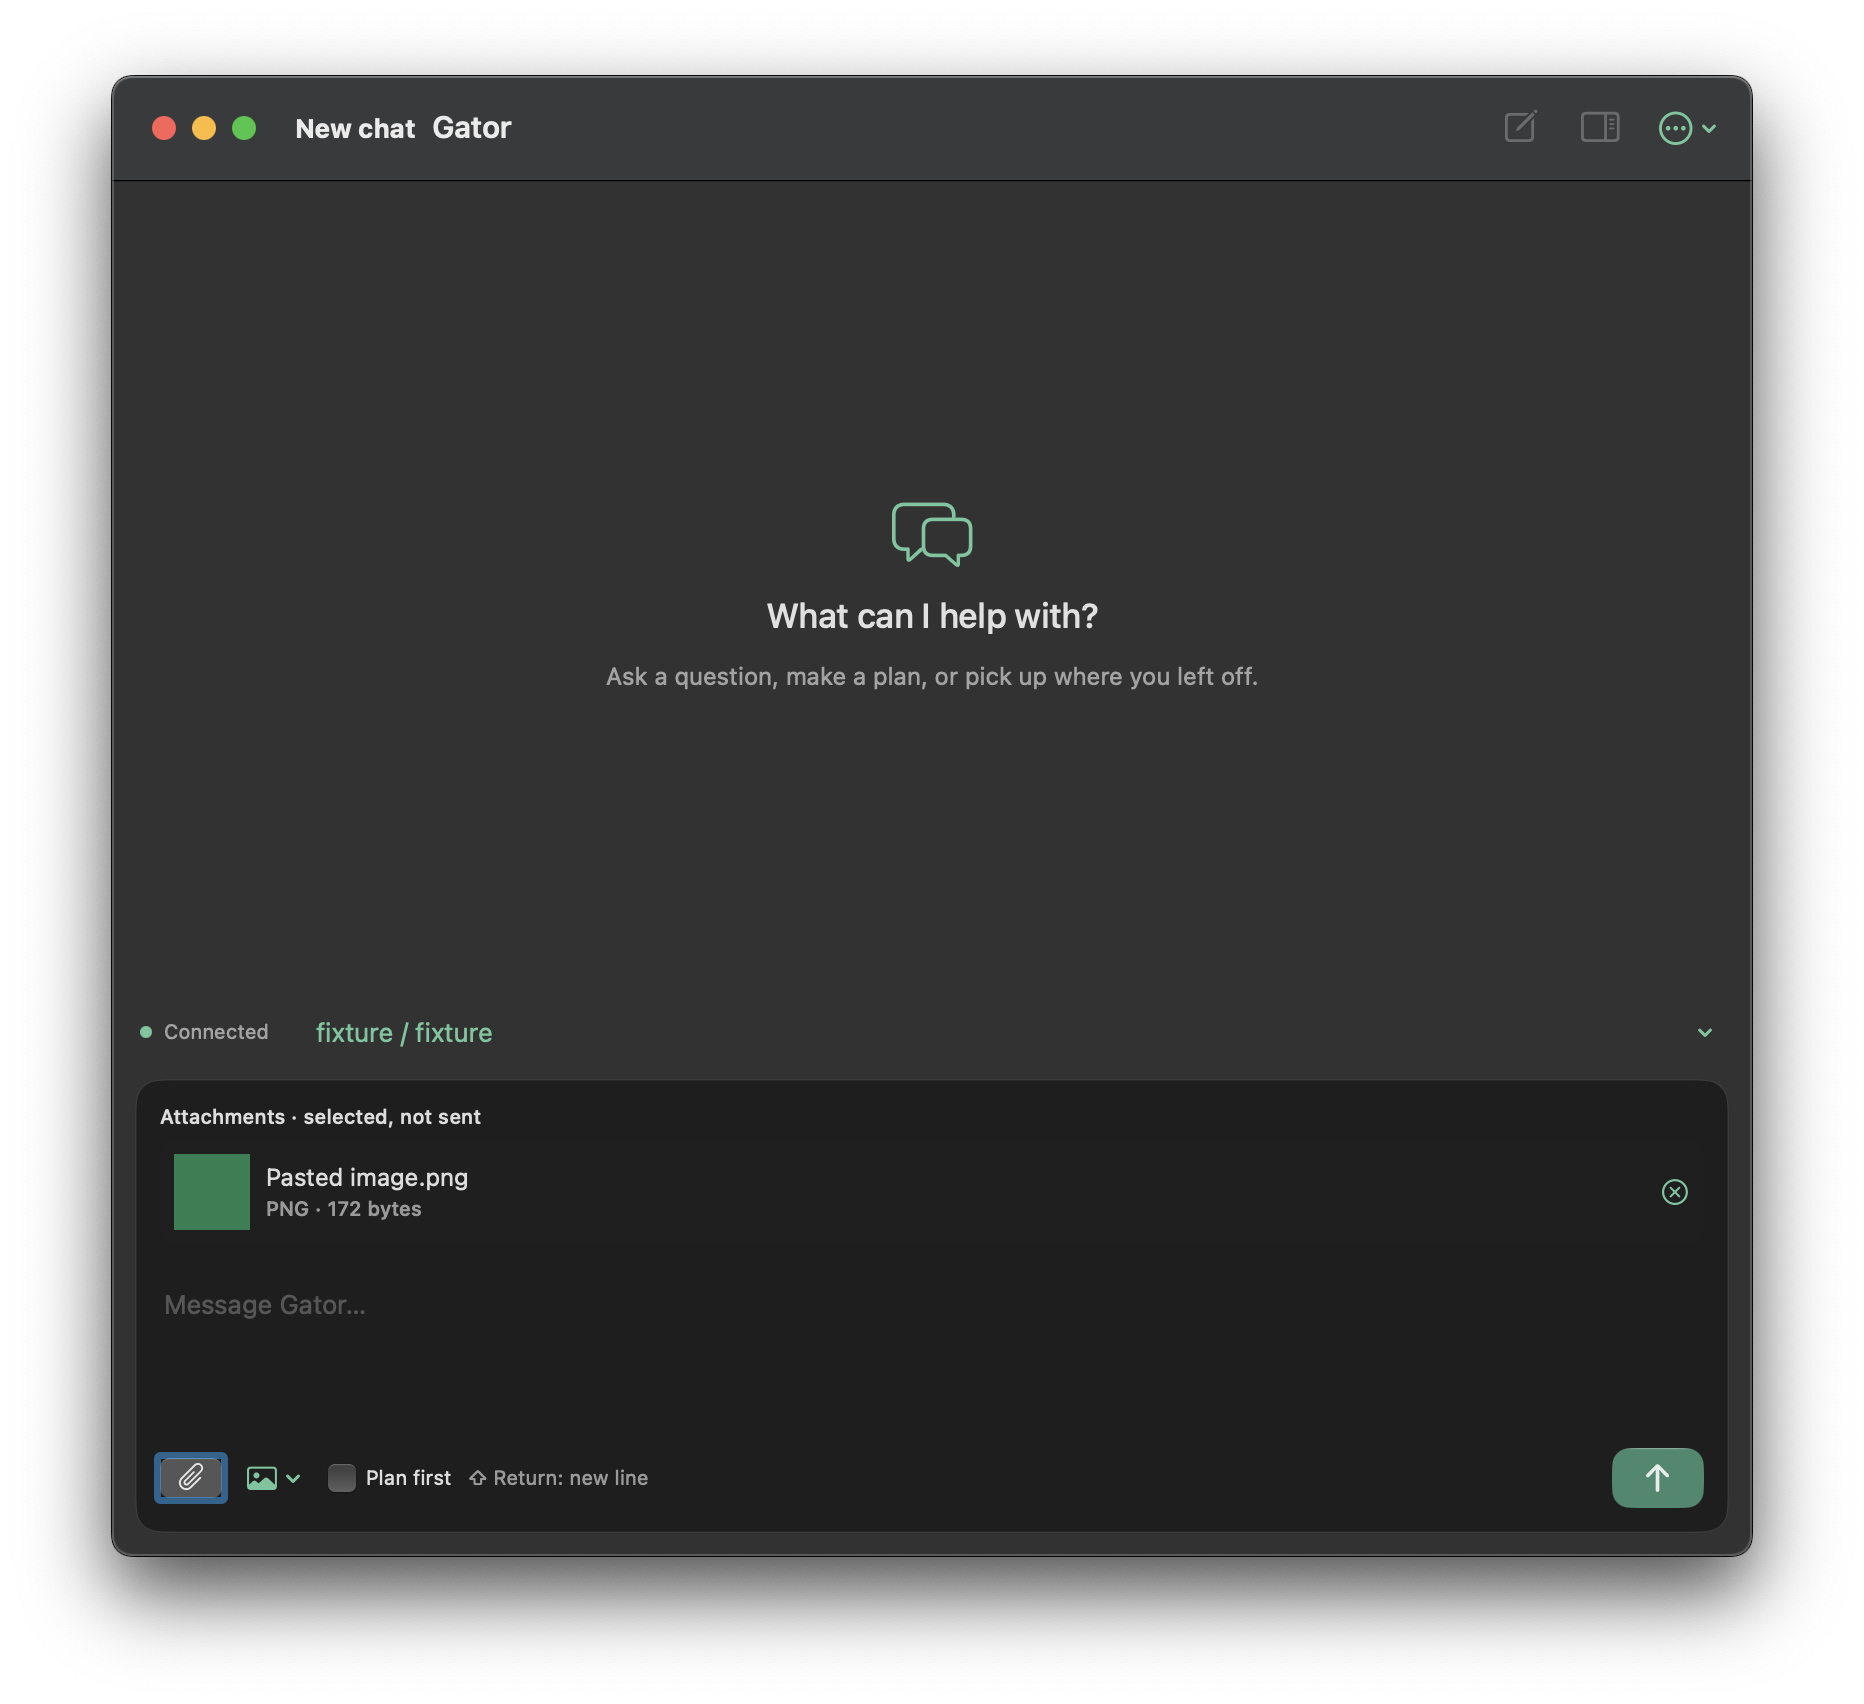 New chat Gator
What can I help with?
Ask a question, make a plan, or pick up where you left off.
Connected fixture / fixture
Attachments · selected, not sent
Pasted image.png
PNG · 172 bytes
Message Gator...
Plan first ⇧ Return: new line